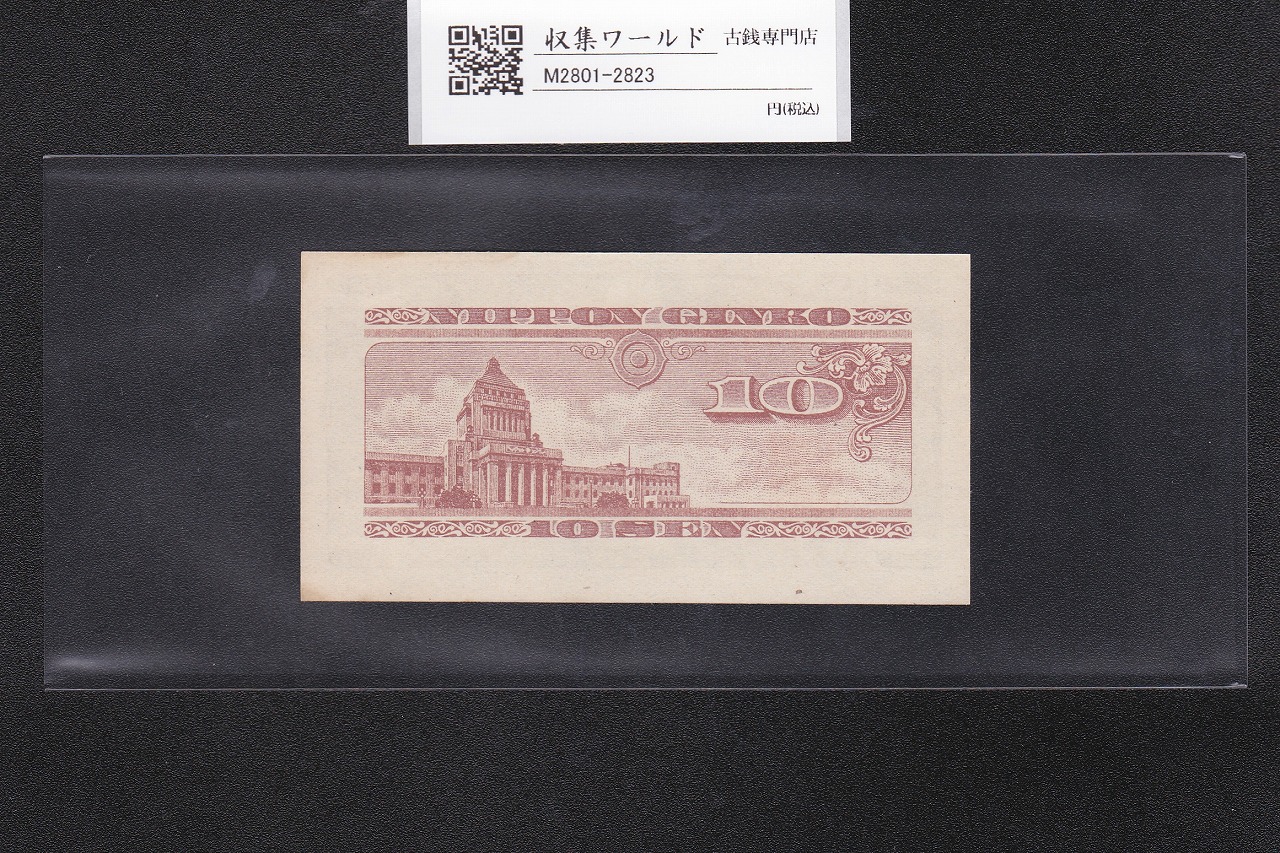 収集ワールド 古銭専門店
M2801-2823
円(税込)
NIPPON GINKO
10
10 SEN